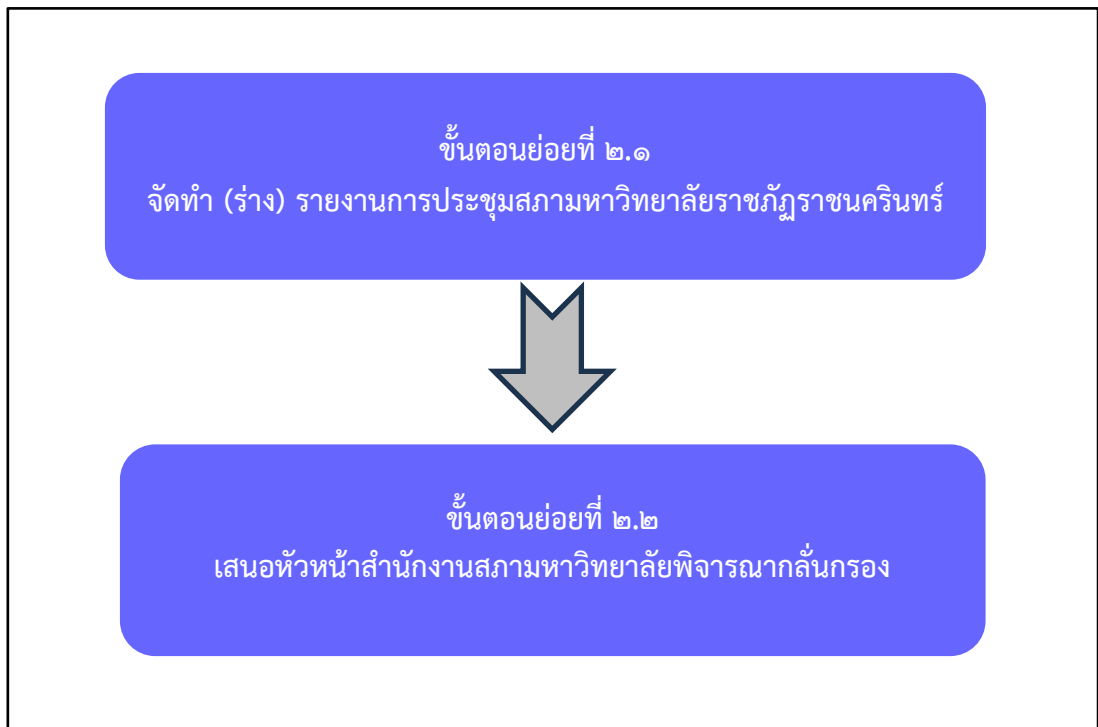 ขั้นตอนย่อยที่ ๒.๑
จัดทำ (ร่าง) รายงานการประชุมสภามหาวิทยาลัยราชภัฏราชนครินทร์
ขั้นตอนย่อยที่ ๒.๒
เสนอหัวหน้าสำนักงานสภามหาวิทยาลัยพิจารณากลั่นกรอง